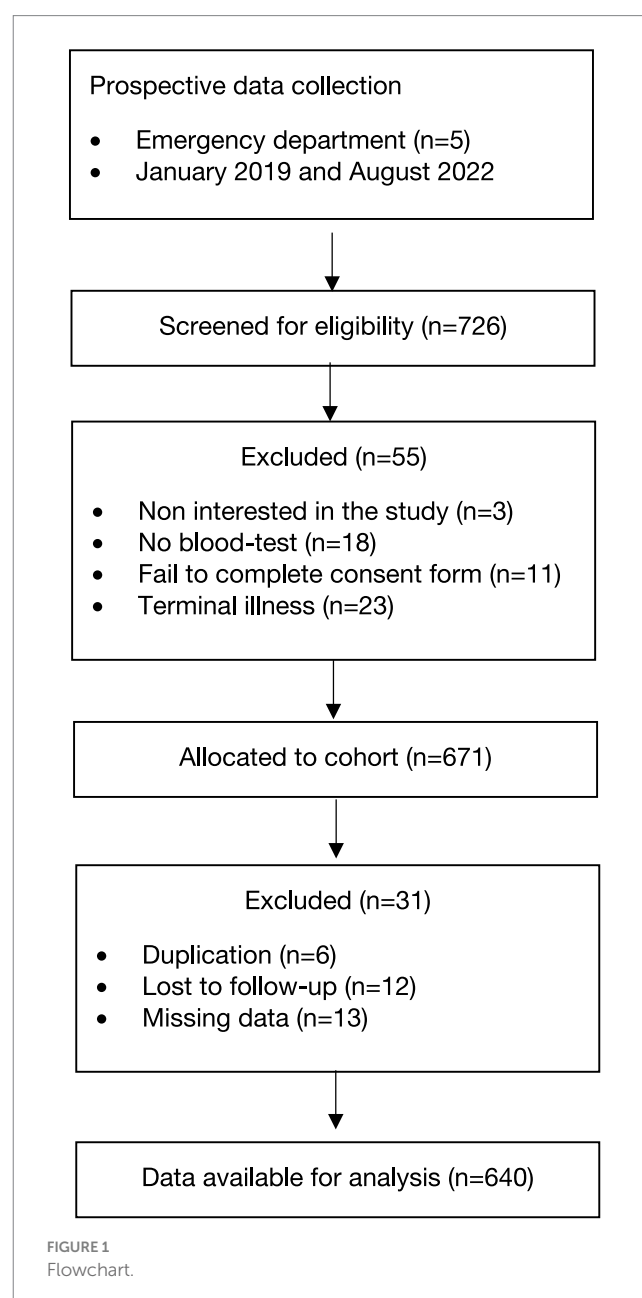 Prospective data collection
• Emergency department (n=5)
• January 2019 and August 2022
Screened for eligibility (n=726)
Excluded (n=55)
• Non interested in the study (n=3)
• No blood-test (n=18)
• Fail to complete consent form (n=11)
• Terminal illness (n=23)
Allocated to cohort (n=671)
Excluded (n=31)
• Duplication (n=6)
• Lost to follow-up (n=12)
• Missing data (n=13)
Data available for analysis (n=640)
FIGURE 1
Flowchart.